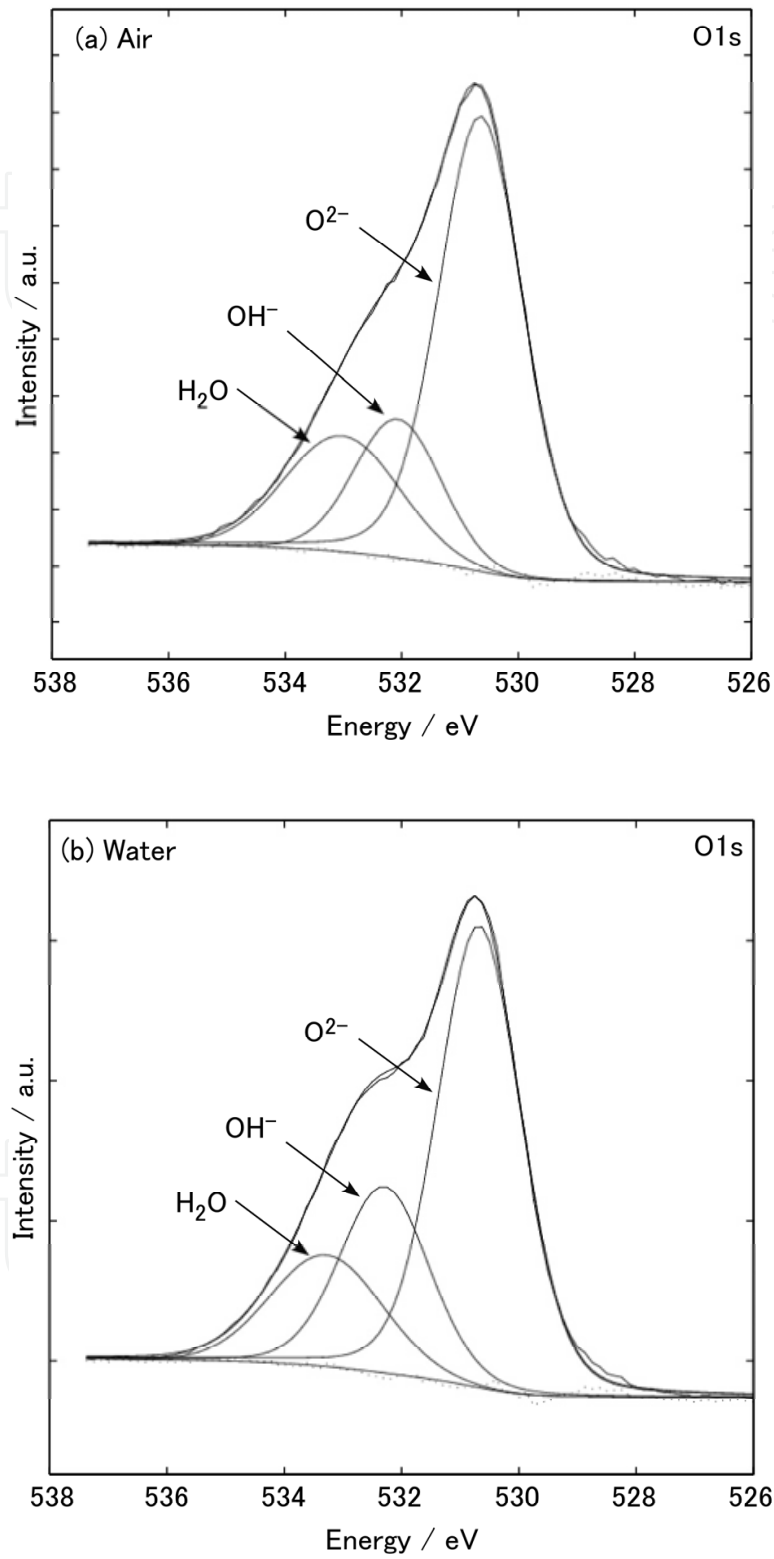 (a) Air
O1s
O²⁻
OH⁻
H₂O
Intensity / a.u.
538 536 534 532 530 528 526
Energy / eV
(b) Water
O1s
O²⁻
OH⁻
H₂O
Intensity / a.u.
538 536 534 532 530 528 526
Energy / eV